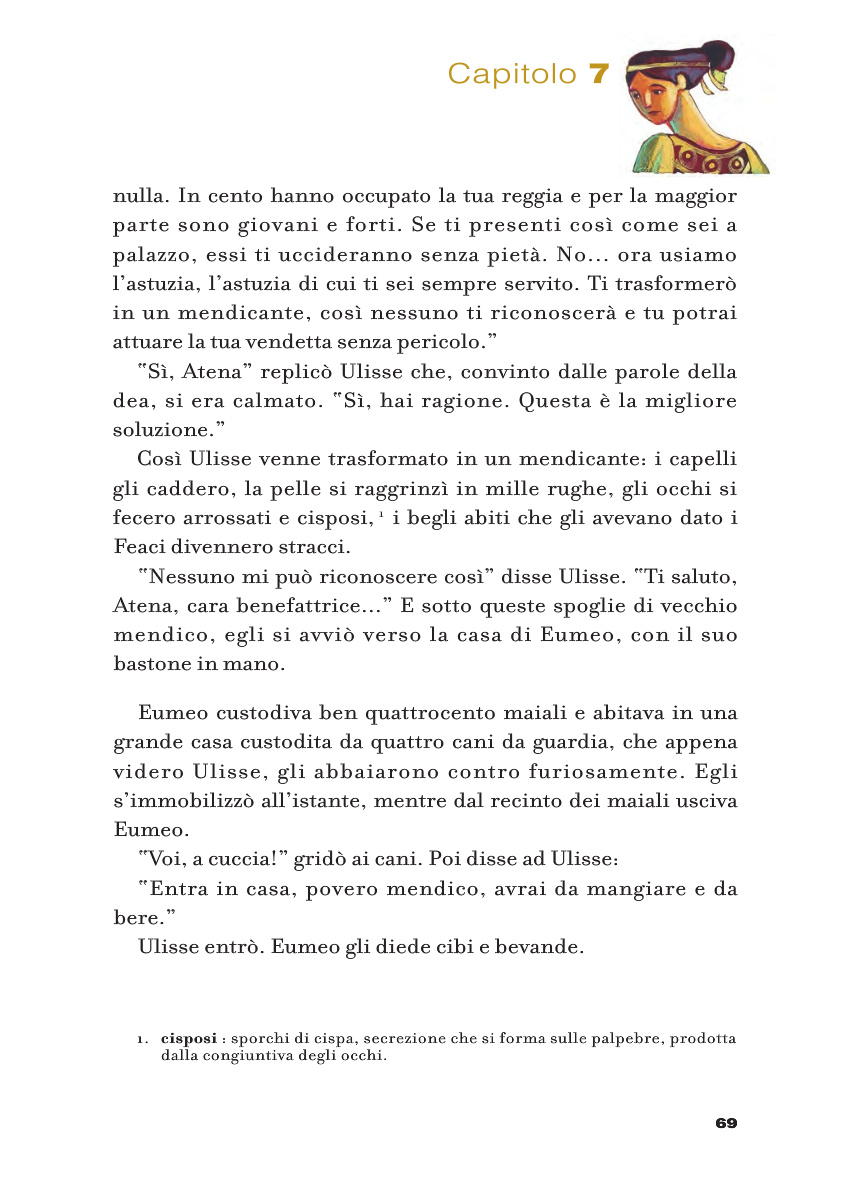 Capitolo 7
nulla. In cento hanno occupato la tua reggia e per la maggior
parte sono giovani e forti. Se ti presenti così come sei a
palazzo, essi ti uccideranno senza pietà. No... ora usiamo
l'astuzia, l'astuzia di cui ti sei sempre servito. Ti trasformerò
in un mendicante, così nessuno ti riconoscerà e tu potrai
attuare la tua vendetta senza pericolo.”
‟Sì, Atena” replicò Ulisse che, convinto dalle parole della
dea, si era calmato. ‟Sì, hai ragione. Questa è la migliore
soluzione.”
Così Ulisse venne trasformato in un mendicante: i capelli
gli caddero, la pelle si raggrinzì in mille rughe, gli occhi si
fecero arrossati e cisposi,¹ i begli abiti che gli avevano dato i
Feaci divennero stracci.
‟Nessuno mi può riconoscere così” disse Ulisse. ‟Ti saluto,
Atena, cara benefattrice...” E sotto queste spoglie di vecchio
mendico, egli si avviò verso la casa di Eumeo, con il suo
bastone in mano.
Eumeo custodiva ben quattrocento maiali e abitava in una
grande casa custodita da quattro cani da guardia, che appena
videro Ulisse, gli abbaiarono contro furiosamente. Egli
s'immobilizzò all'istante, mentre dal recinto dei maiali usciva
Eumeo.
‟Voi, a cuccia!” gridò ai cani. Poi disse ad Ulisse:
‟Entra in casa, povero mendico, avrai da mangiare e da
bere.”
Ulisse entrò. Eumeo gli diede cibi e bevande.
1. cisposi : sporchi di cispa, secrezione che si forma sulle palpebre, prodotta
dalla congiuntiva degli occhi.
69